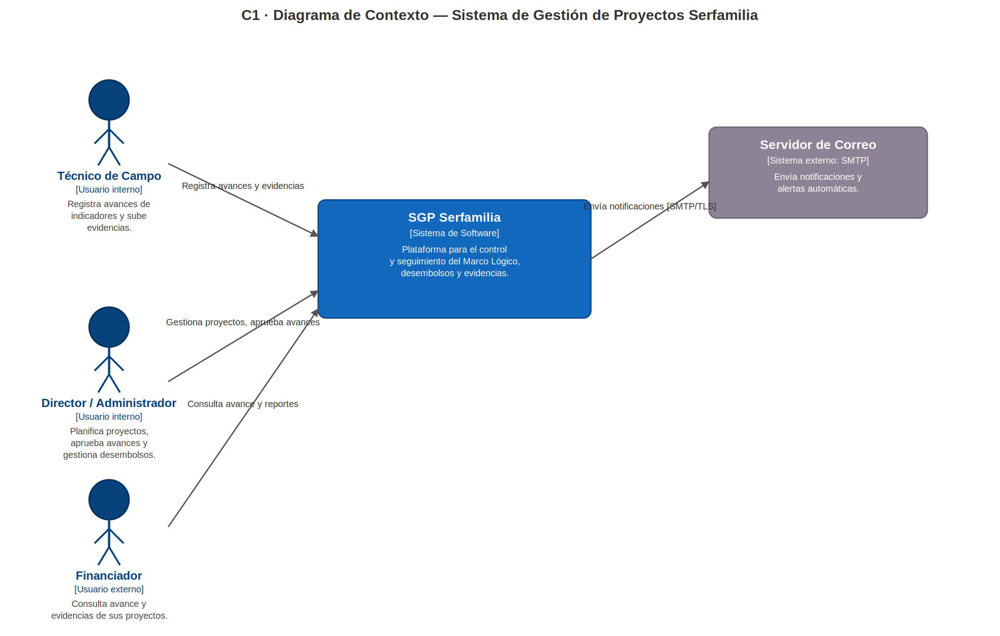 C1 · Diagrama de Contexto — Sistema de Gestión de Proyectos Serfamilia
Técnico de Campo
[Usuario interno]
Registra avances de
indicadores y sube
evidencias.
Registra avances y evidencias
SGP Serfamilia
[Sistema de Software]
Plataforma para el control
y seguimiento del Marco Lógico,
desembolsos y evidencias.
Envía notificaciones [SMTP/TLS]
Servidor de Correo
[Sistema externo: SMTP]
Envía notificaciones y
alertas automáticas.
Gestiona proyectos, aprueba avances
Director / Administrador
[Usuario interno]
Planifica proyectos,
aprueba avances y
gestiona desembolsos.
Consulta avance y reportes
Financiador
[Usuario externo]
Consulta avance y
evidencias de sus proyectos.